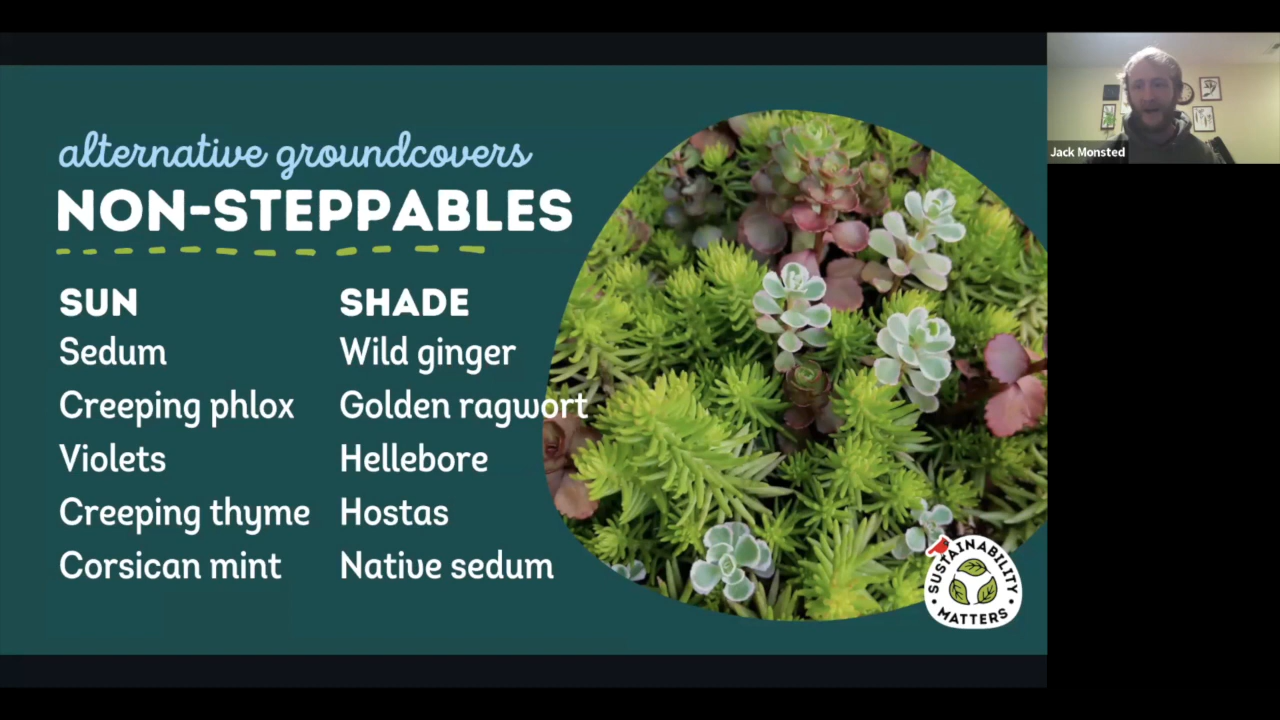 alternative groundcovers
NON-STEPPABLES
SUN
Sedum
Creeping phlox
Violets
Creeping thyme
Corsican mint
SHADE
Wild ginger
Golden ragwort
Hellebore
Hostas
Native sedum
SUSTAINABILITY
MATTERS
Jack Monsted